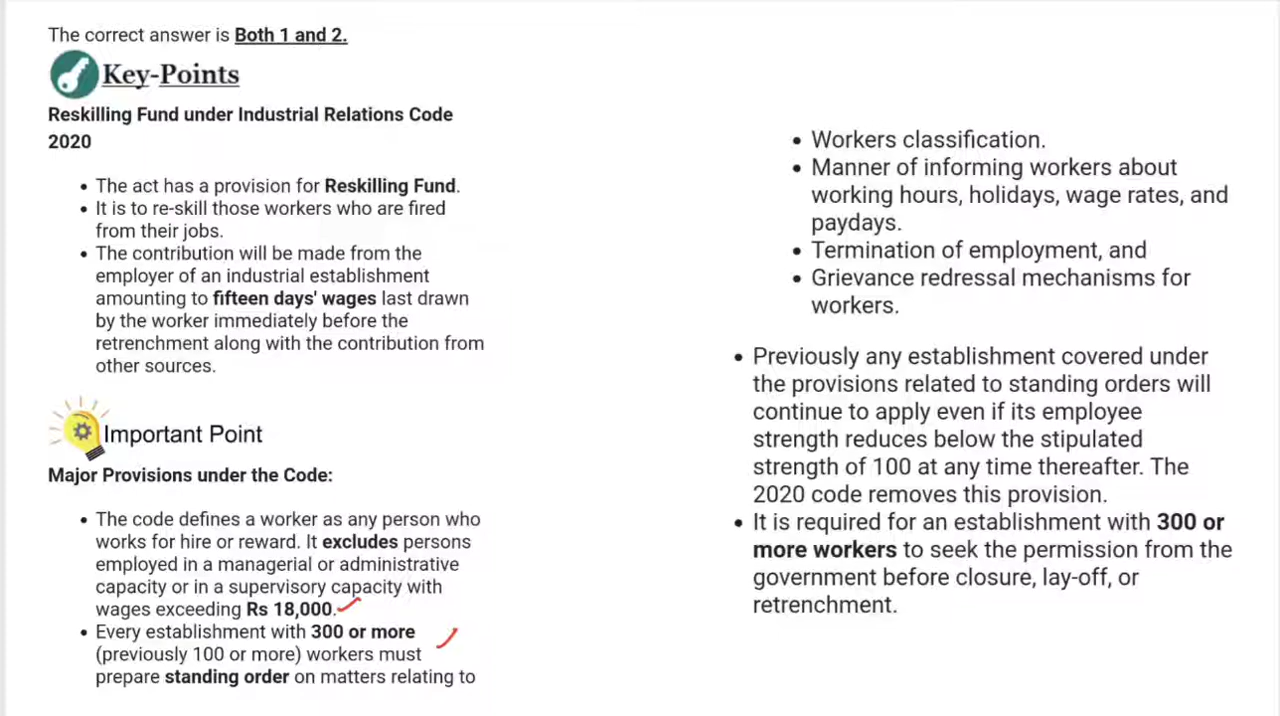 The correct answer is Both 1 and 2.
Key-Points
Reskilling Fund under Industrial Relations Code
2020
• The act has a provision for Reskilling Fund.
• It is to re-skill those workers who are fired
from their jobs.
• The contribution will be made from the
employer of an industrial establishment
amounting to fifteen days' wages last drawn
by the worker immediately before the
retrenchment along with the contribution from
other sources.
Important Point
Major Provisions under the Code:
• The code defines a worker as any person who
works for hire or reward. It excludes persons
employed in a managerial or administrative
capacity or in a supervisory capacity with
wages exceeding Rs 18,000.
• Every establishment with 300 or more
(previously 100 or more) workers must
prepare standing order on matters relating to
• Workers classification.
• Manner of informing workers about
working hours, holidays, wage rates, and
paydays.
• Termination of employment, and
• Grievance redressal mechanisms for
workers.
• Previously any establishment covered under
the provisions related to standing orders will
continue to apply even if its employee
strength reduces below the stipulated
strength of 100 at any time thereafter. The
2020 code removes this provision.
• It is required for an establishment with 300 or
more workers to seek the permission from the
government before closure, lay-off, or
retrenchment.